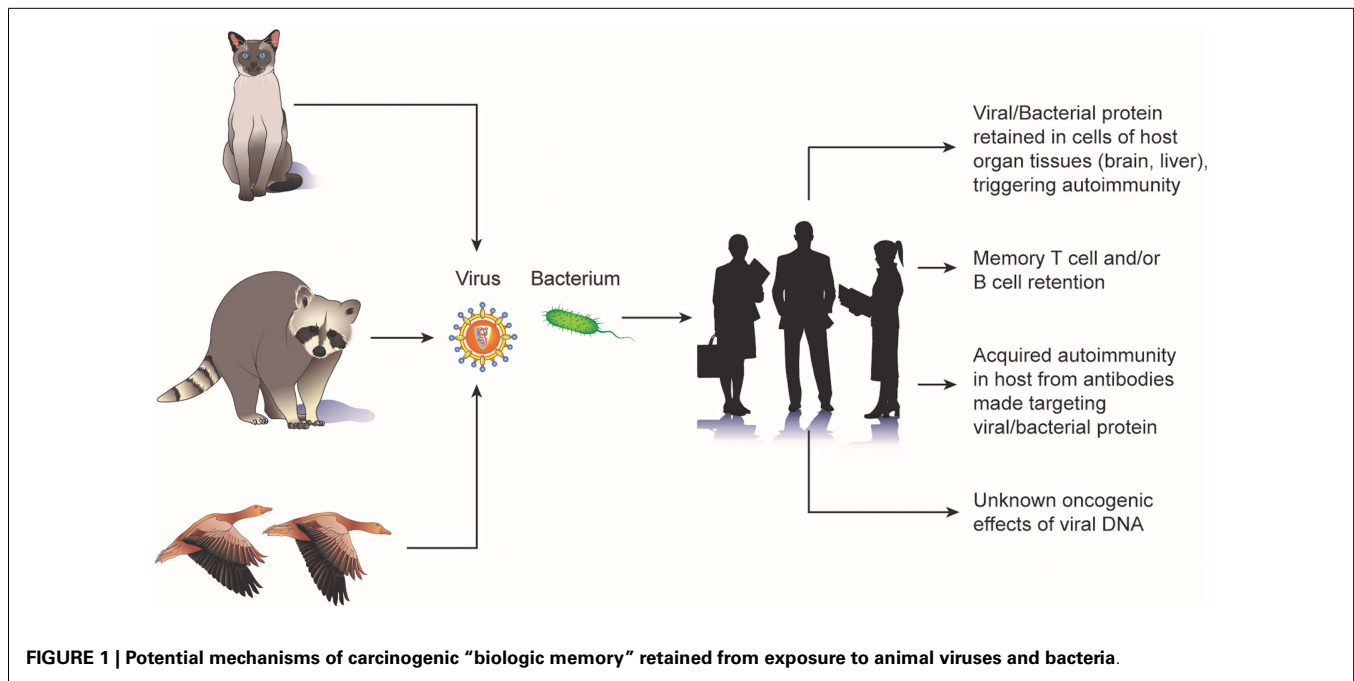 Virus
Bacterium
Viral/Bacterial protein
retained in cells of host
organ tissues (brain, liver),
triggering autoimmunity
Memory T cell and/or
B cell retention
Acquired autoimmunity
in host from antibodies
made targeting
viral/bacterial protein
Unknown oncogenic
effects of viral DNA
FIGURE 1 | Potential mechanisms of carcinogenic “biologic memory” retained from exposure to animal viruses and bacteria.